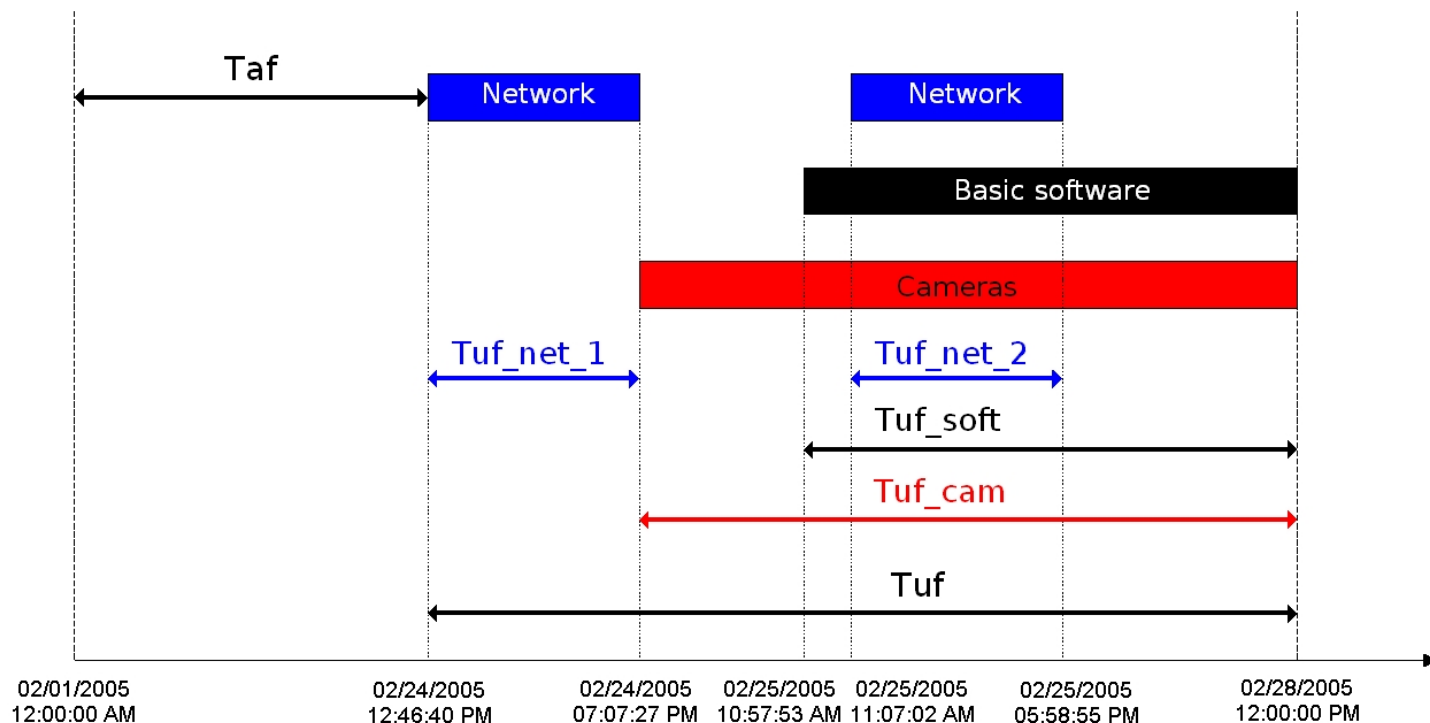 Taf
Network
Network
Basic software
Cameras
Tuf_net_1
Tuf_net_2
Tuf_soft
Tuf_cam
Tuf
02/01/2005
12:00:00 AM
02/24/2005
12:46:40 PM
02/24/2005
07:07:27 PM
02/25/2005
10:57:53 AM
02/25/2005
11:07:02 AM
02/25/2005
05:58:55 PM
02/28/2005
12:00:00 PM